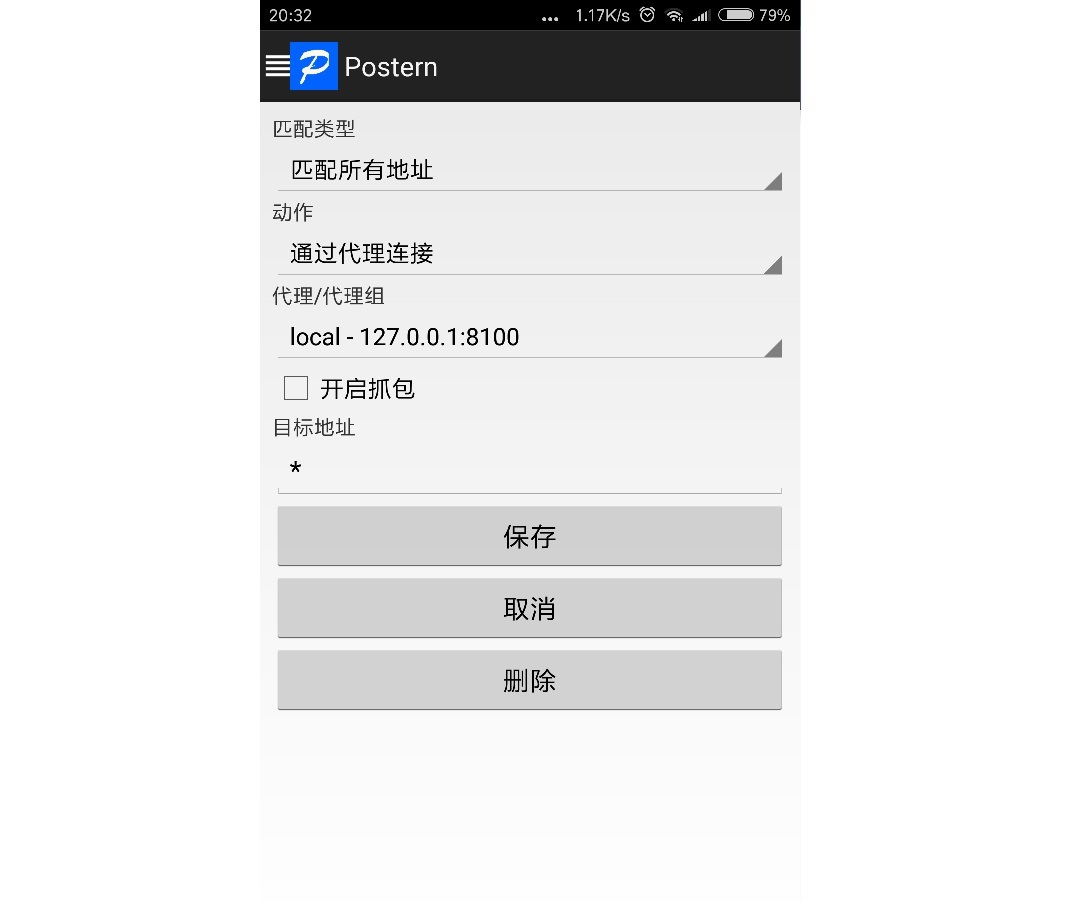 20:32
... 1.17K/s 79%
Postern
匹配类型
匹配所有地址
动作
通过代理连接
代理/代理组
local - 127.0.0.1:8100
开启抓包
目标地址
*
保存
取消
删除